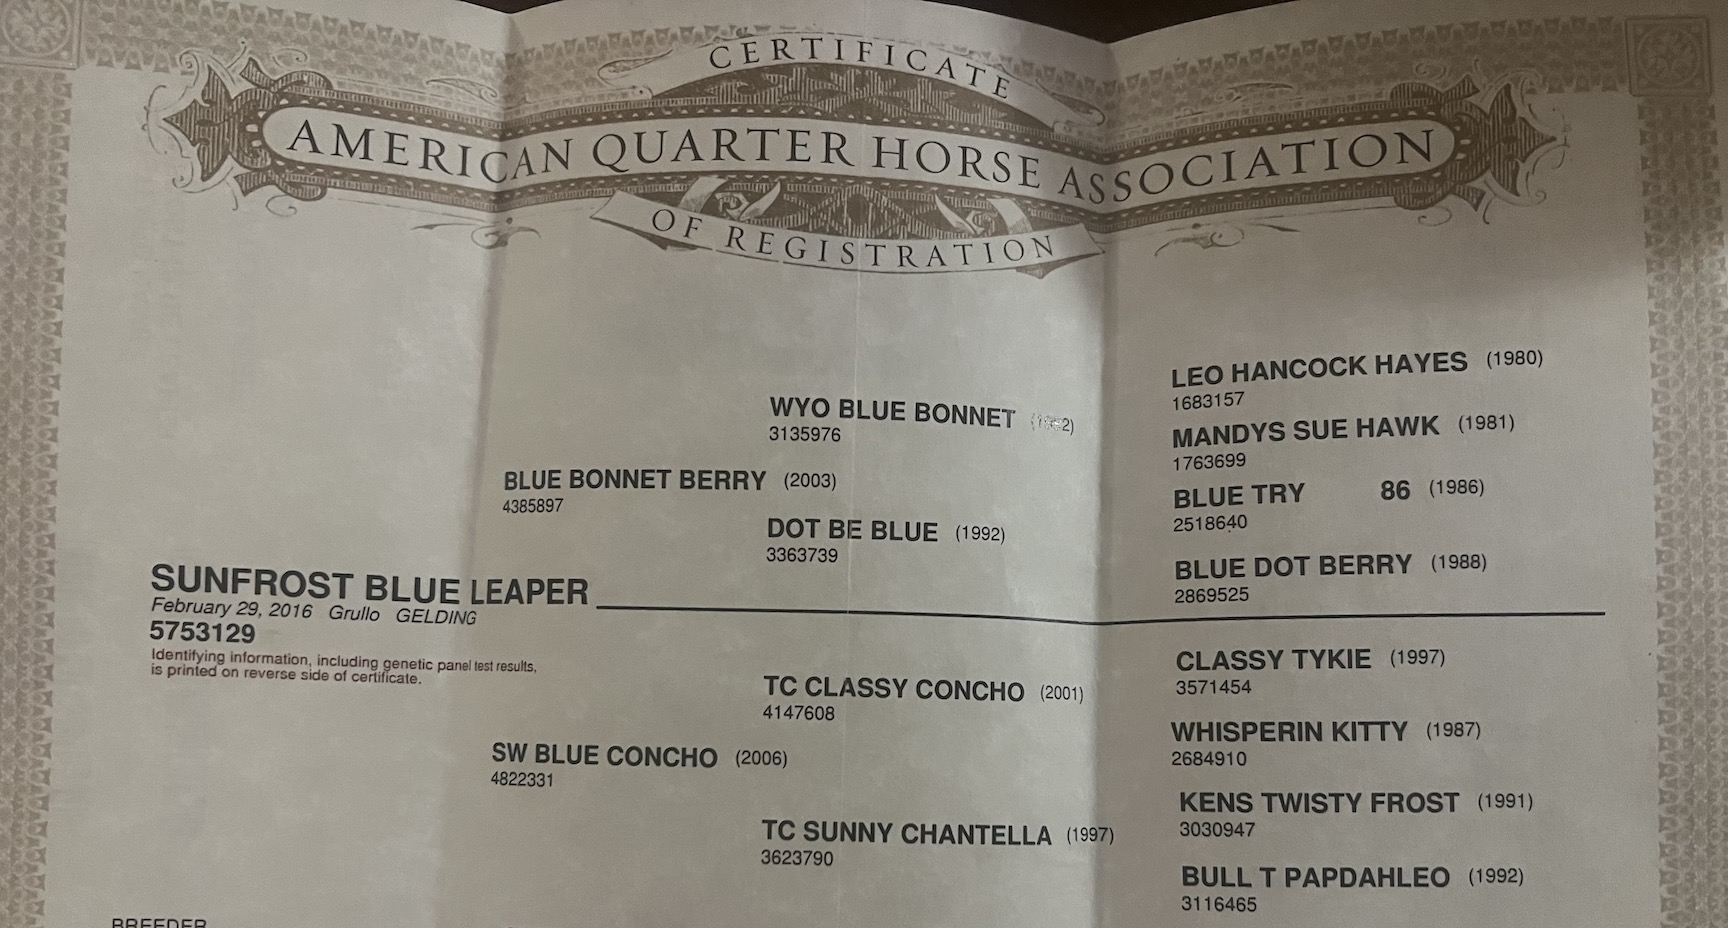 CERTIFICATE
AMERICAN QUARTER HORSE ASSOCIATION
OF REGISTRATION
LEO HANCOCK HAYES (1980)
1683157
WYO BLUE BONNET
3135976
MANDYS SUE HAWK (1981)
1763699
BLUE BONNET BERRY (2003)
4385897
BLUE TRY 86 (1986)
2518640
DOT BE BLUE (1992)
3363739
BLUE DOT BERRY (1988)
2869525
SUNFROST BLUE LEAPER
February 29, 2016 Grullo GELDING
5753129
Identifying information, including genetic panel test results,
is printed on reverse side of certificate.
CLASSY TYKIE (1997)
3571454
TC CLASSY CONCHO (2001)
4147608
WHISPERIN KITTY (1987)
2684910
SW BLUE CONCHO (2006)
4822331
KENS TWISTY FROST (1991)
3030947
TC SUNNY CHANTELLA (1997)
3623790
BULL T PAPDAHLEO (1992)
3116465
BREEDER